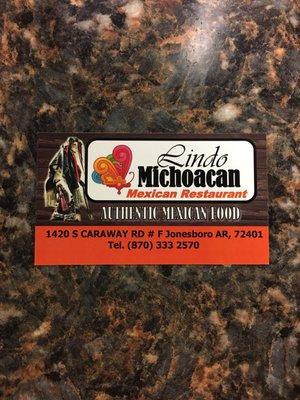 Lindo
Michoacan
Mexican Restaurant
AUTHENTIC MEXICAN FOOD
1420 S CARAWAY RD # F Jonesboro AR, 72401
Tel. (870) 333 2570